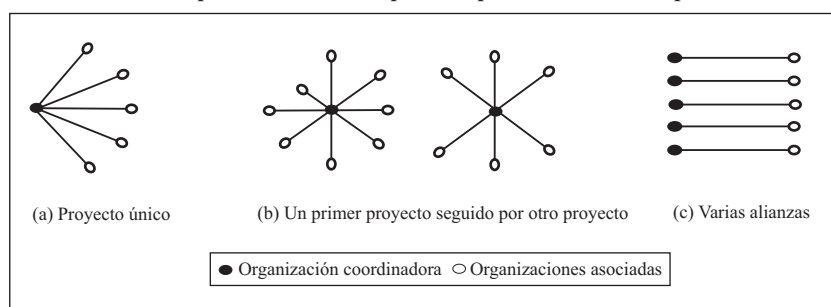 (a) Proyecto único
(b) Un primer proyecto seguido por otro proyecto
(c) Varias alianzas
Organización coordinadora
Organizaciones asociadas